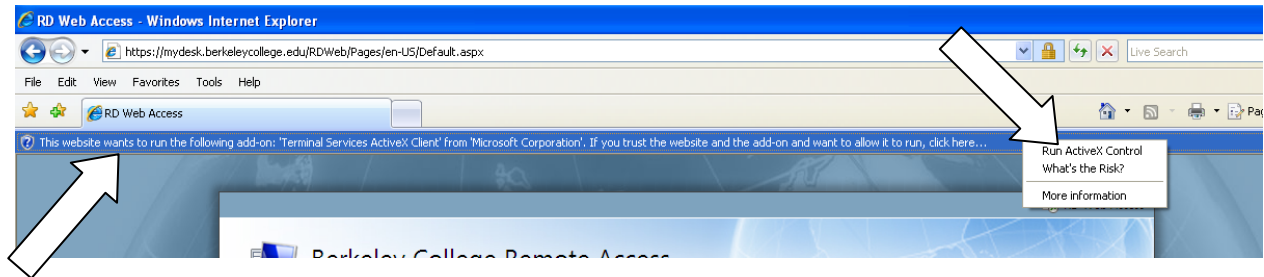 RD Web Access - Windows Internet Explorer
https://mydesk.berkeleycollege.edu/RDWeb/Pages/en-US/Default.aspx
Live Search
File Edit View Favorites Tools Help
RD Web Access
This website wants to run the following add-on: 'Terminal Services ActiveX Client' from 'Microsoft Corporation'. If you trust the website and the add-on and want to allow it to run, click here...
Run ActiveX Control
What's the Risk?
More information
Berkeley College Remote Access